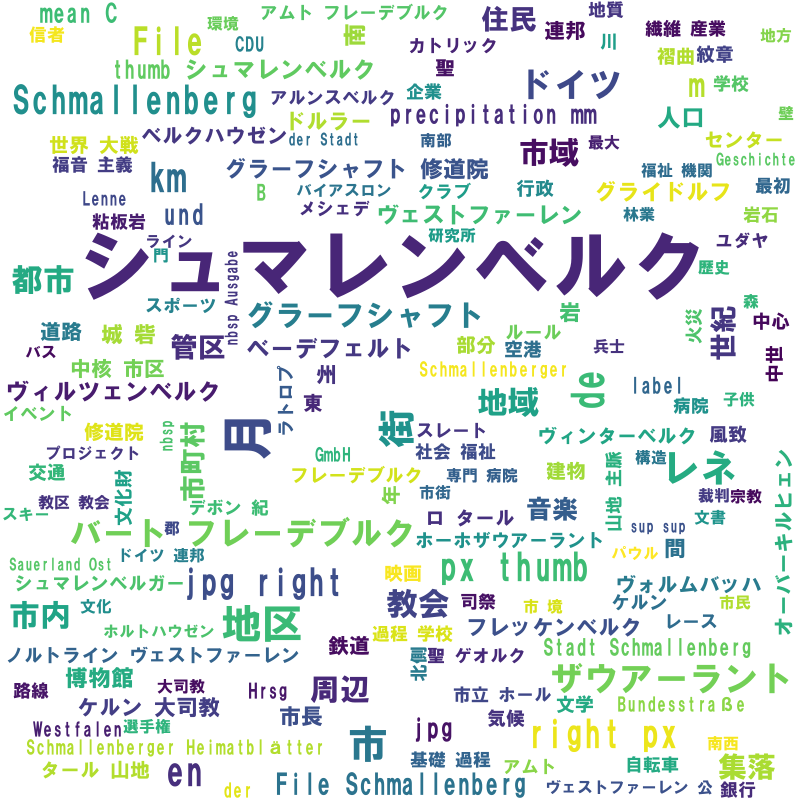 mean C
アムト フレーデブルク
住民
地質
信者
環境
File
CDU
南
カトリック
連邦
繊維 産業
地方
川
褶曲
紋章
thumb シュマレンベルク
聖
ドイツ
m
学校
Schmallenberg
アルンスベルク
企業
precipitation mm
人口
壁
ドルラー
世界 大戦
ベルクハウゼン
der Stadt
南部
市域
最大
センター
福音 主義
グラーフシャフト
修道院
福祉 機関
Geschichte
km
B
バイアスロン
クラブ
行政
グライドルフ
最初
Lenne
粘板岩
und
メシェデ
ヴェストファーレン
林業
岩石
ライン
研究所
ユダヤ
門
シュマレンベルク
歴史
都市
nbsp Ausgabe
スポーツ
グラーフシャフト
岩
森
道路
城 砦
管区
ベーデフェルト
ルール
火災
世紀
中心
バス
部分
空港
兵士
中核 市区
州
Schmallenberger
中世
ヴィルツェンベルク
ラトロプ
東
地域
de
label
病院
子供
イベント
修道院
nbsp
月
街
スレート
ヴィンターベルク
風致
プロジェクト
市町村
GmbH
社会 福祉
構造
レネ
交通
フレーデブルク
専門 病院
建物
山地 主脈
教区 教会
文化財
デボン 紀
年
市街
裁判
宗教
スキー
音楽
文書
オーバーキルヒェン
バート フレーデブルク
郡
ロ タール
sup sup
ホーホザウアーラント
間
ドイツ 連邦
パウル
Sauerland Ost
映画
px thumb
シュマレンベルガー
jpg right
ヴォルムバッハ
市内
文化
地区
教会
司祭
市 境
ケルン
市民
ホルトハウゼン
過程 学校
フレッケンベルク
レース
ノルトライン ヴェストファーレン
鉄道
北側
聖 ゲオルク
Stadt Schmallenberg
博物館
大司教
路線
Hrsg
周辺
ザウアーラント
ケルン 大司教
市立 ホール
文学
Bundesstraße
Westfalen
選手権
市長
jpg
気候
right px
南西
Schmallenberger Heimatblätter
市
基礎 過程
タール 山地
en
アムト
自転車
集落
der
File Schmallenberg
ヴェストファーレン 公
銀行